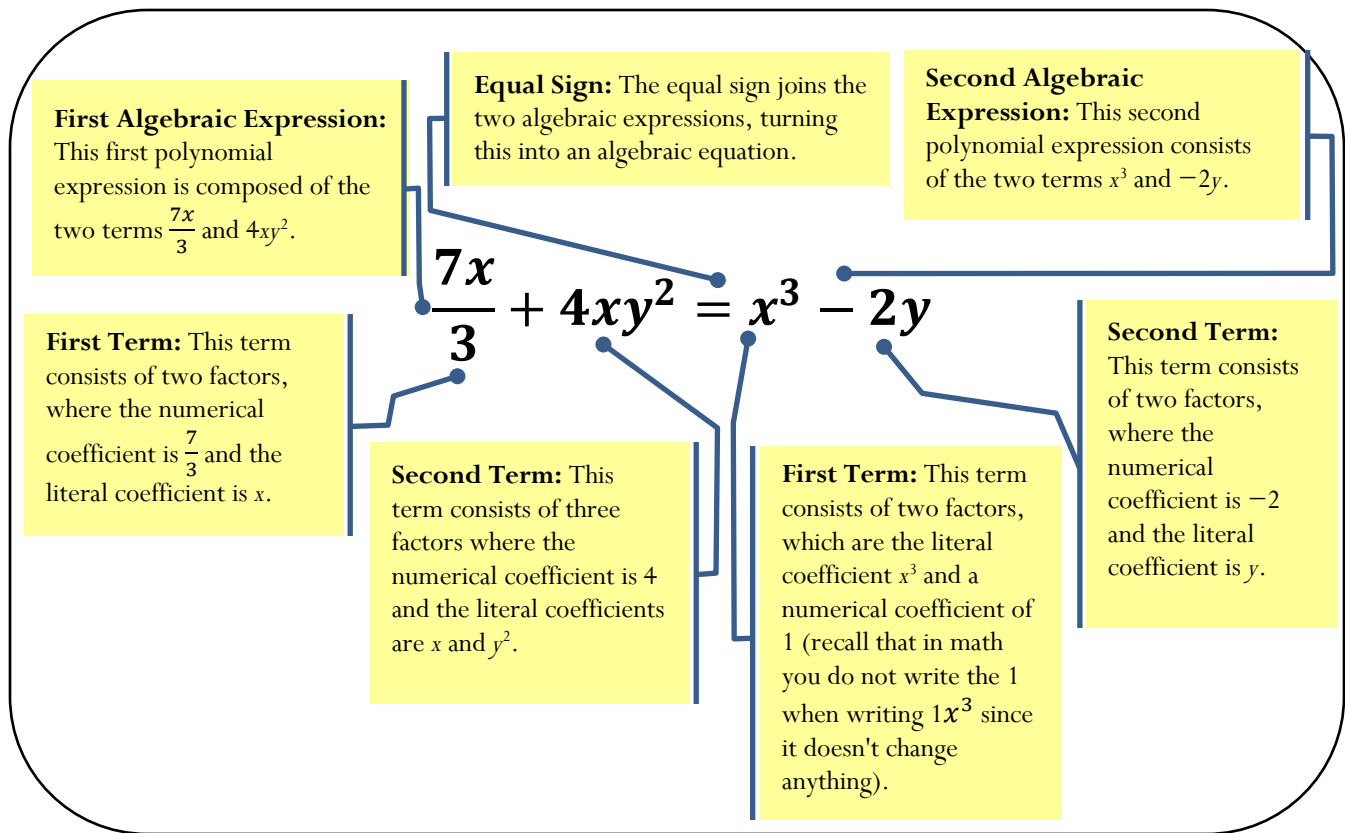 First Algebraic Expression:
This first polynomial
expression is composed of the
two terms 7x/3 and 4xy².
Equal Sign: The equal sign joins the
two algebraic expressions, turning
this into an algebraic equation.
Second Algebraic
Expression: This second
polynomial expression consists
of the two terms x³ and −2y.
7x/3 + 4xy² = x³ − 2y
First Term: This term
consists of two factors,
where the numerical
coefficient is 7/3 and the
literal coefficient is x.
Second Term: This
term consists of three
factors where the
numerical coefficient is 4
and the literal coefficients
are x and y².
First Term: This term
consists of two factors,
which are the literal
coefficient x³ and a
numerical coefficient of
1 (recall that in math
you do not write the 1
when writing 1x³ since
it doesn't change
anything).
Second Term:
This term consists
of two factors,
where the
numerical
coefficient is −2
and the literal
coefficient is y.